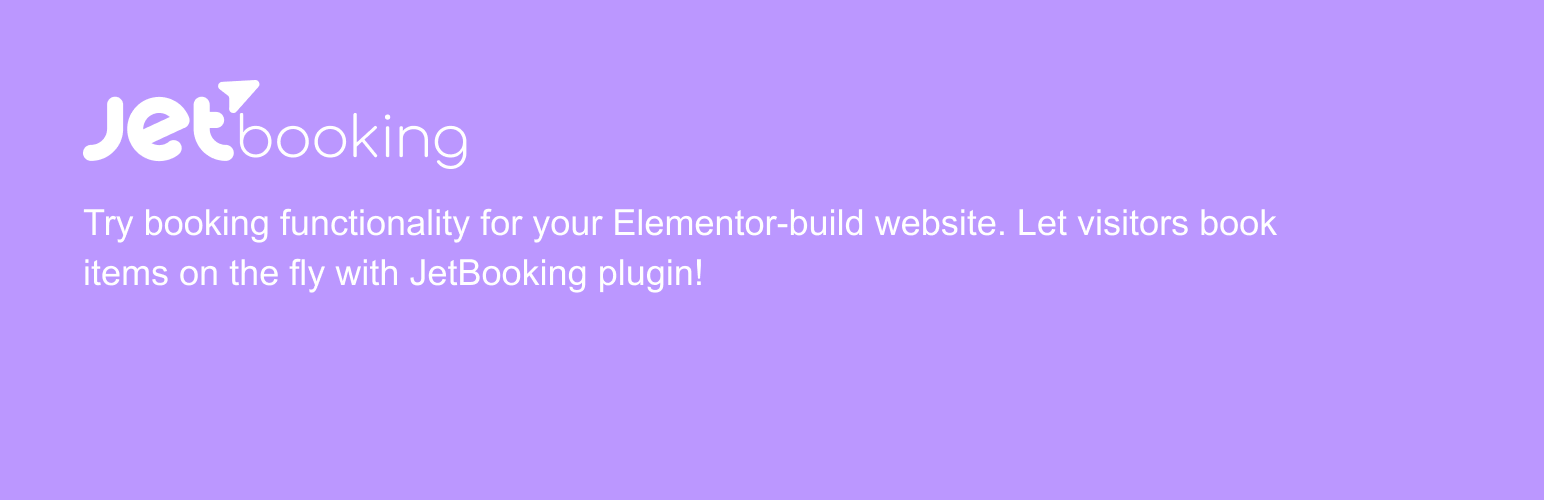 Jetbooking
Try booking functionality for your Elementor-build website. Let visitors book
items on the fly with JetBooking plugin!